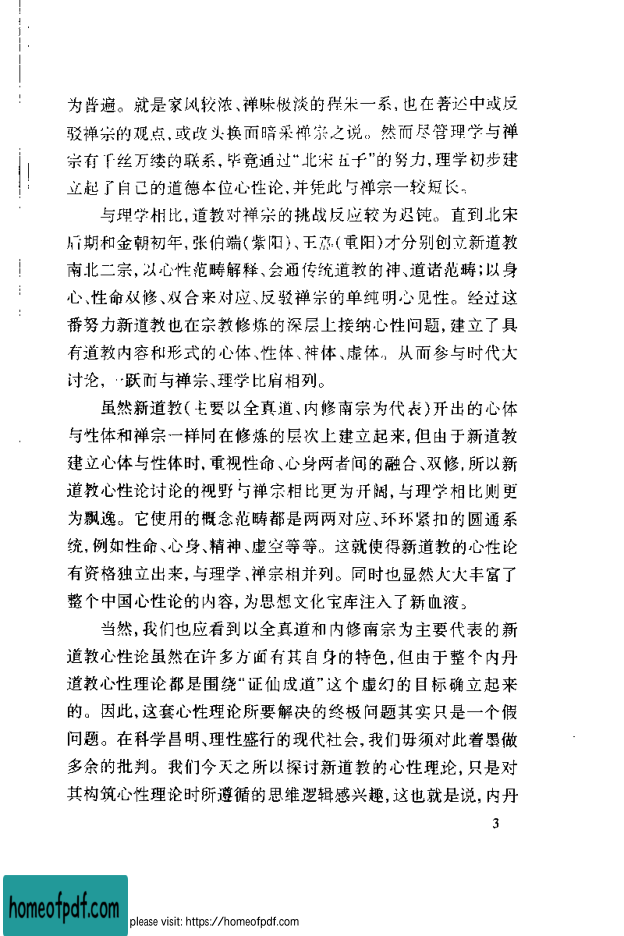 为普遍。就是家风较浓、禅味极淡的程朱一系,也在著述中或反
驳禅宗的观点,或改头换面暗采禅宗之说。然而尽管理学与禅
宗有千丝万缕的联系,毕竟通过“北宋五子”的努力,理学初步建
立起了自己的道德本位心性论,并凭此与禅宗一较短长。
与理学相比,道教对禅宗的挑战反应较为迟钝。直到北宋
后期和金朝初年,张伯端(紫阳)、王嚞(重阳)才分别创立新道教
南北二宗,以心性范畴解释、会通传统道教的神、道诸范畴;以身
心、性命双修、双合来对应、反驳禅宗的单纯明心见性。经过这
番努力新道教也在宗教修炼的深层上接纳心性问题,建立了具
有道教内容和形式的心体、性体、神体、虚体。从而参与时代大
讨论,一跃而与禅宗、理学比肩相列。
虽然新道教(主要以全真道、内修南宗为代表)开出的心体
与性体和禅宗一样同在修炼的层次上建立起来,但由于新道教
建立心体与性体时,重视性命、心身两者间的融合、双修,所以新
道教心性论讨论的视野与禅宗相比更为开阔,与理学相比则更
为飘逸。它使用的概念范畴都是两两对应、环环紧扣的圆通系
统,例如性命、心身、精神、虚空等等。这就使得新道教的心性论
有资格独立出来,与理学、禅宗相并列。同时也显然大大丰富了
整个中国心性论的内容,为思想文化宝库注入了新血液。
当然,我们也应看到以全真道和内修南宗为主要代表的新
道教心性论虽然在许多方面有其自身的特色,但由于整个内丹
道教心性理论都是围绕“证仙成道”这个虚幻的目标确立起来
的。因此,这套心性理论所要解决的终极问题其实只是一个假
问题。在科学昌明、理性盛行的现代社会,我们毋须对此着墨做
多余的批判。我们今天之所以探讨新道教的心性理论,只是对
其构筑心性理论时所遵循的思维逻辑感兴趣,这也就是说,内丹
3
homeofpdf.com
please visit: https://homeofpdf.com